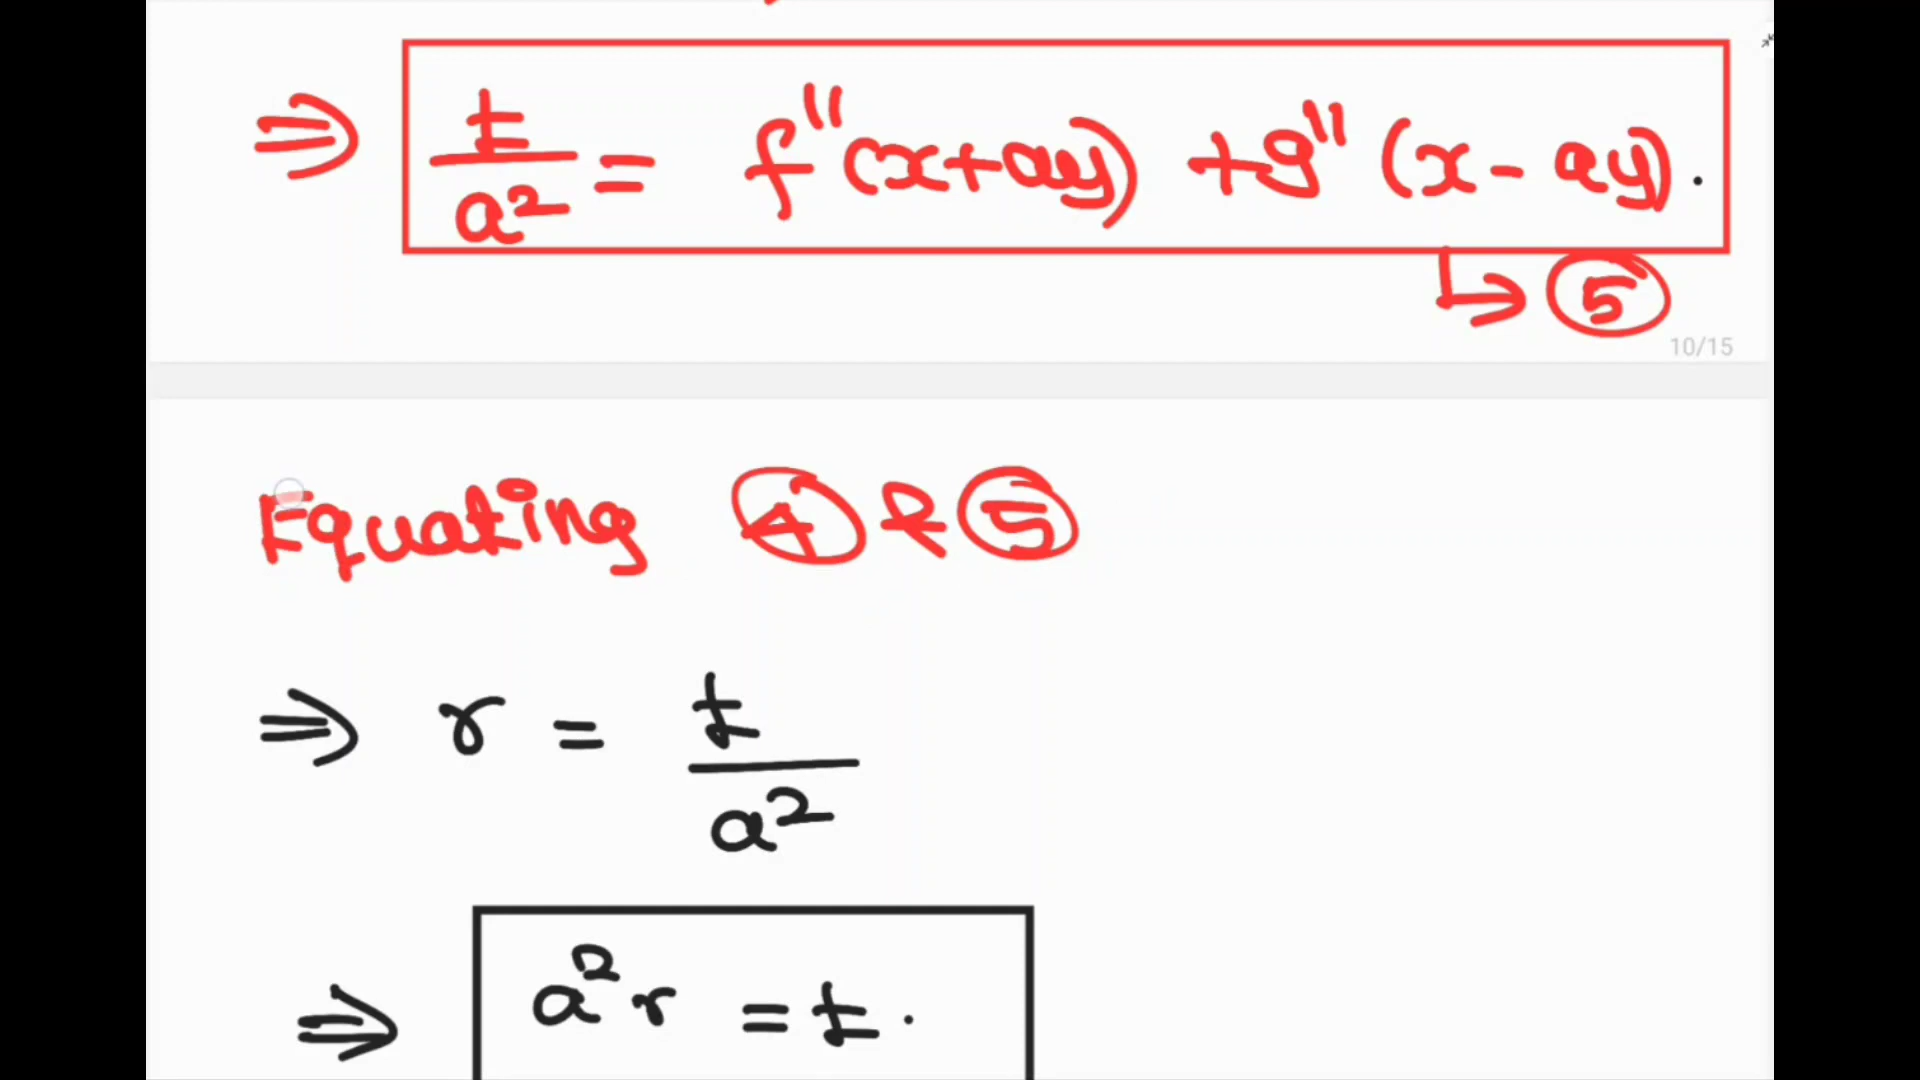 ⇒ t/a² = f''(x+ay) + g''(x-ay).
↳ ⑤
10/15
Equating ④ & ⑤
⇒ r = t/a²
⇒ a²r = t.